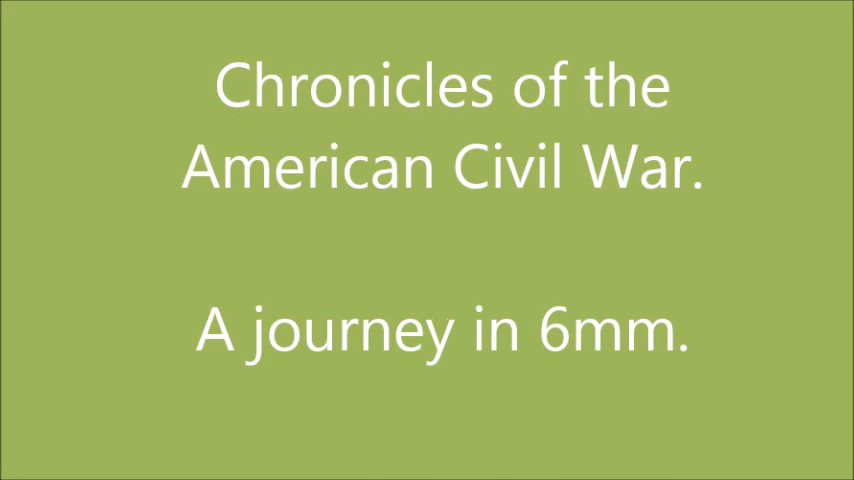 Chronicles of the
American Civil War.
A journey in 6mm.